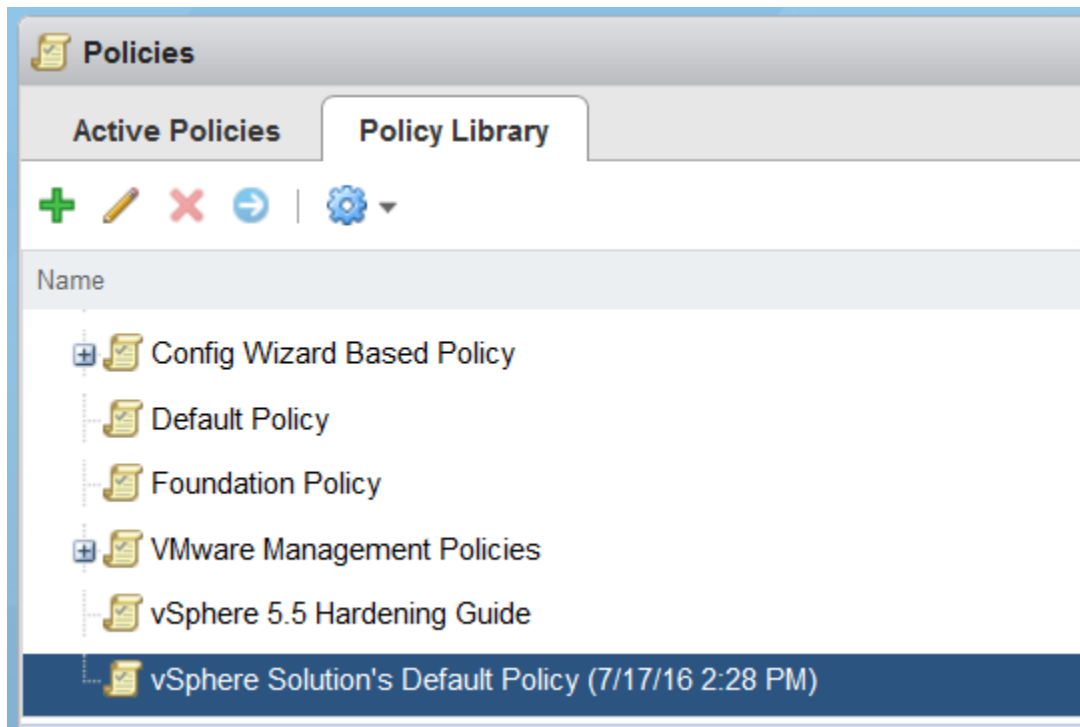 Policies
Active Policies
Policy Library
Name
Config Wizard Based Policy
Default Policy
Foundation Policy
VMware Management Policies
vSphere 5.5 Hardening Guide
vSphere Solution's Default Policy (7/17/16 2:28 PM)